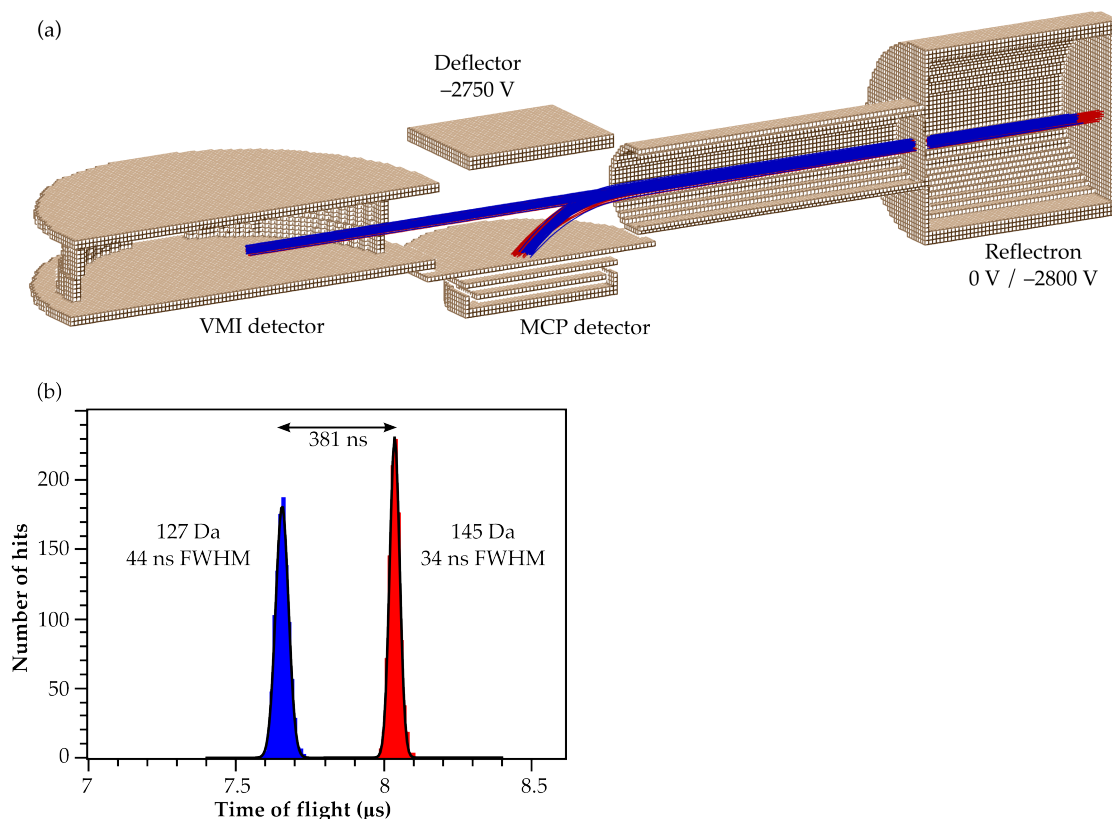 (a)
Deflector
−2750 V
Reflectron
0 V / −2800 V
VMI detector
MCP detector
(b)
381 ns
127 Da
44 ns FWHM
145 Da
34 ns FWHM
Number of hits
200
150
100
50
0
7
7.5
8
8.5
Time of flight (μs)